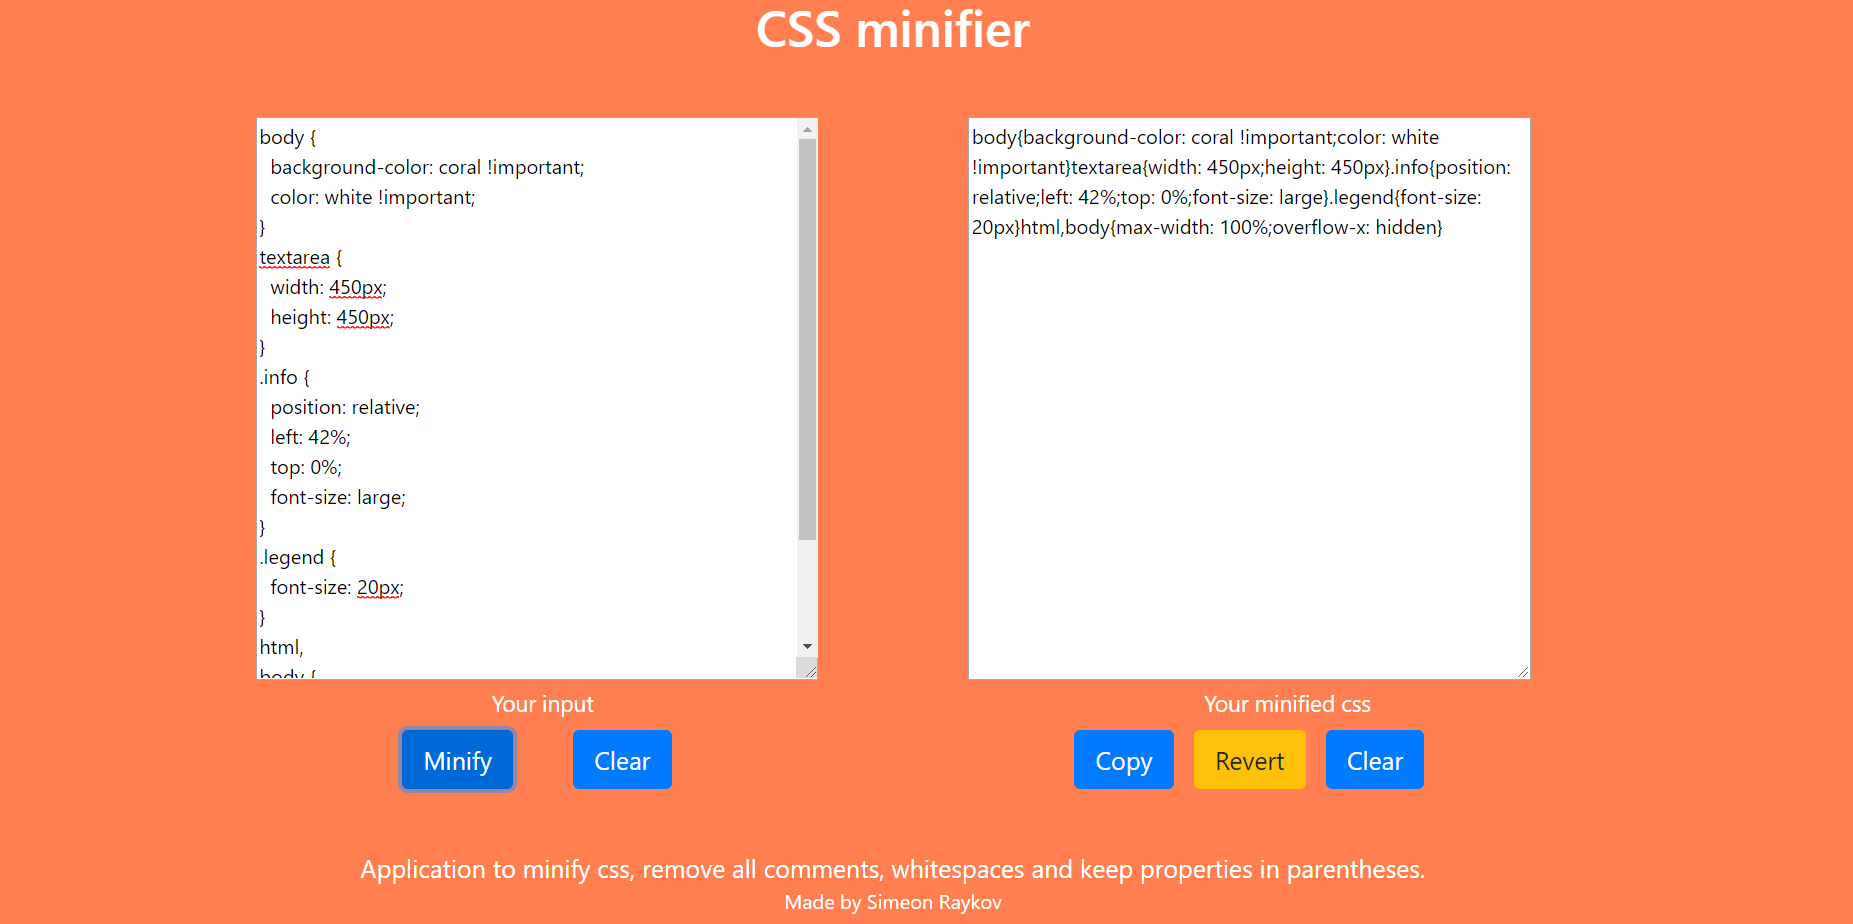 CSS minifier
body {
background-color: coral !important;
color: white !important;
}
textarea {
width: 450px;
height: 450px;
}
.info {
position: relative;
left: 42%;
top: 0%;
font-size: large;
}
.legend {
font-size: 20px;
}
html,
body {
Your input
Minify
Clear
body{background-color: coral !important;color: white
!important}textarea{width: 450px;height: 450px}.info{position:
relative;left: 42%;top: 0%;font-size: large}.legend{font-size:
20px}html,body{max-width: 100%;overflow-x: hidden}
Your minified css
Copy
Revert
Clear
Application to minify css, remove all comments, whitespaces and keep properties in parentheses.
Made by Simeon Raykov